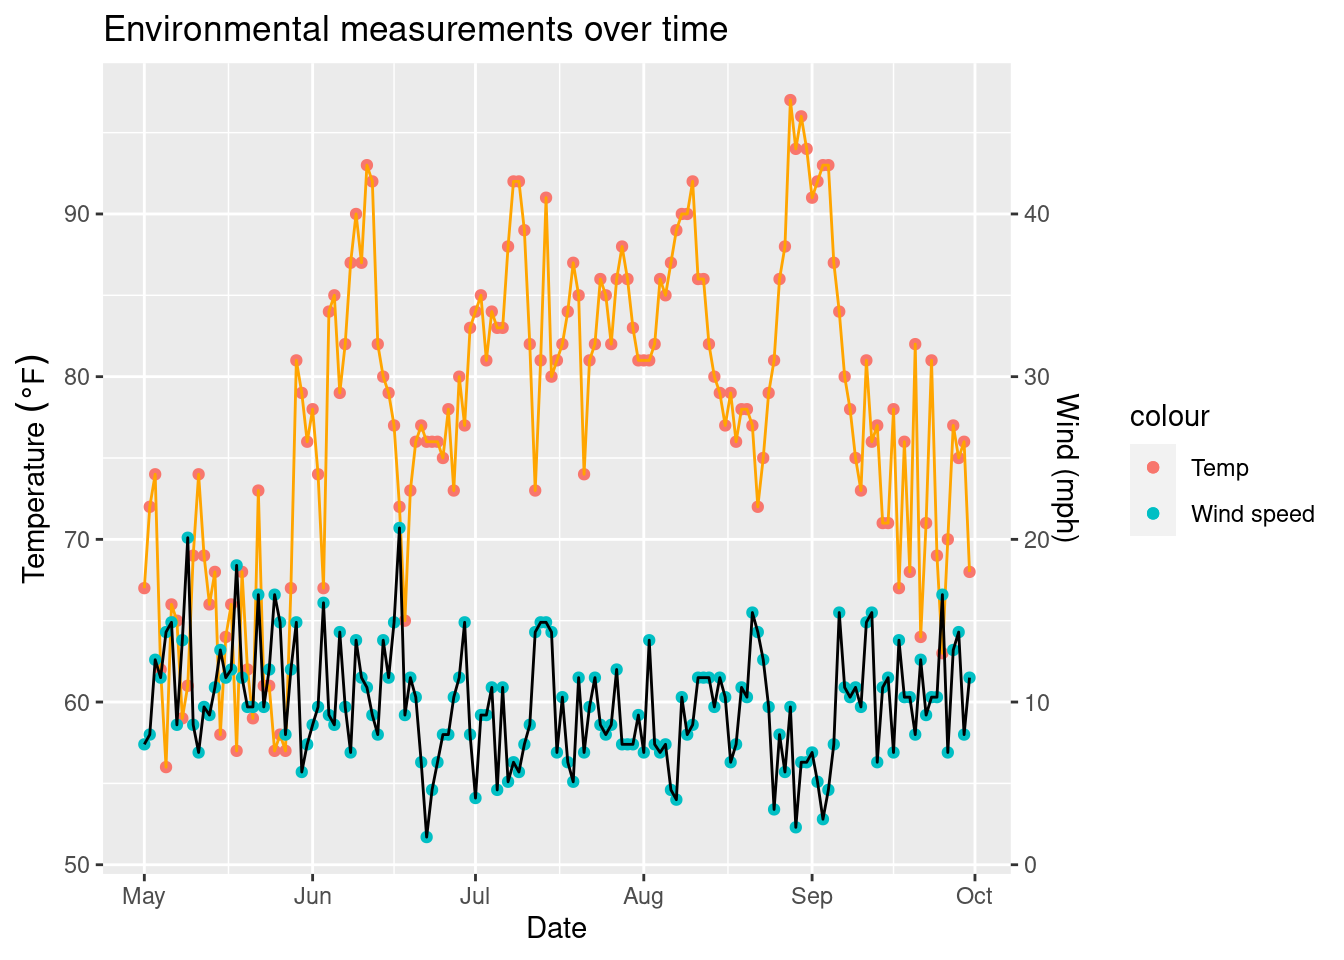 Environmental measurements over time
90
80
70
60
50
Temperature (°F)
40
30
20
10
0
Wind (mph)
May
Jun
Jul
Aug
Sep
Oct
Date
colour
Temp
Wind speed